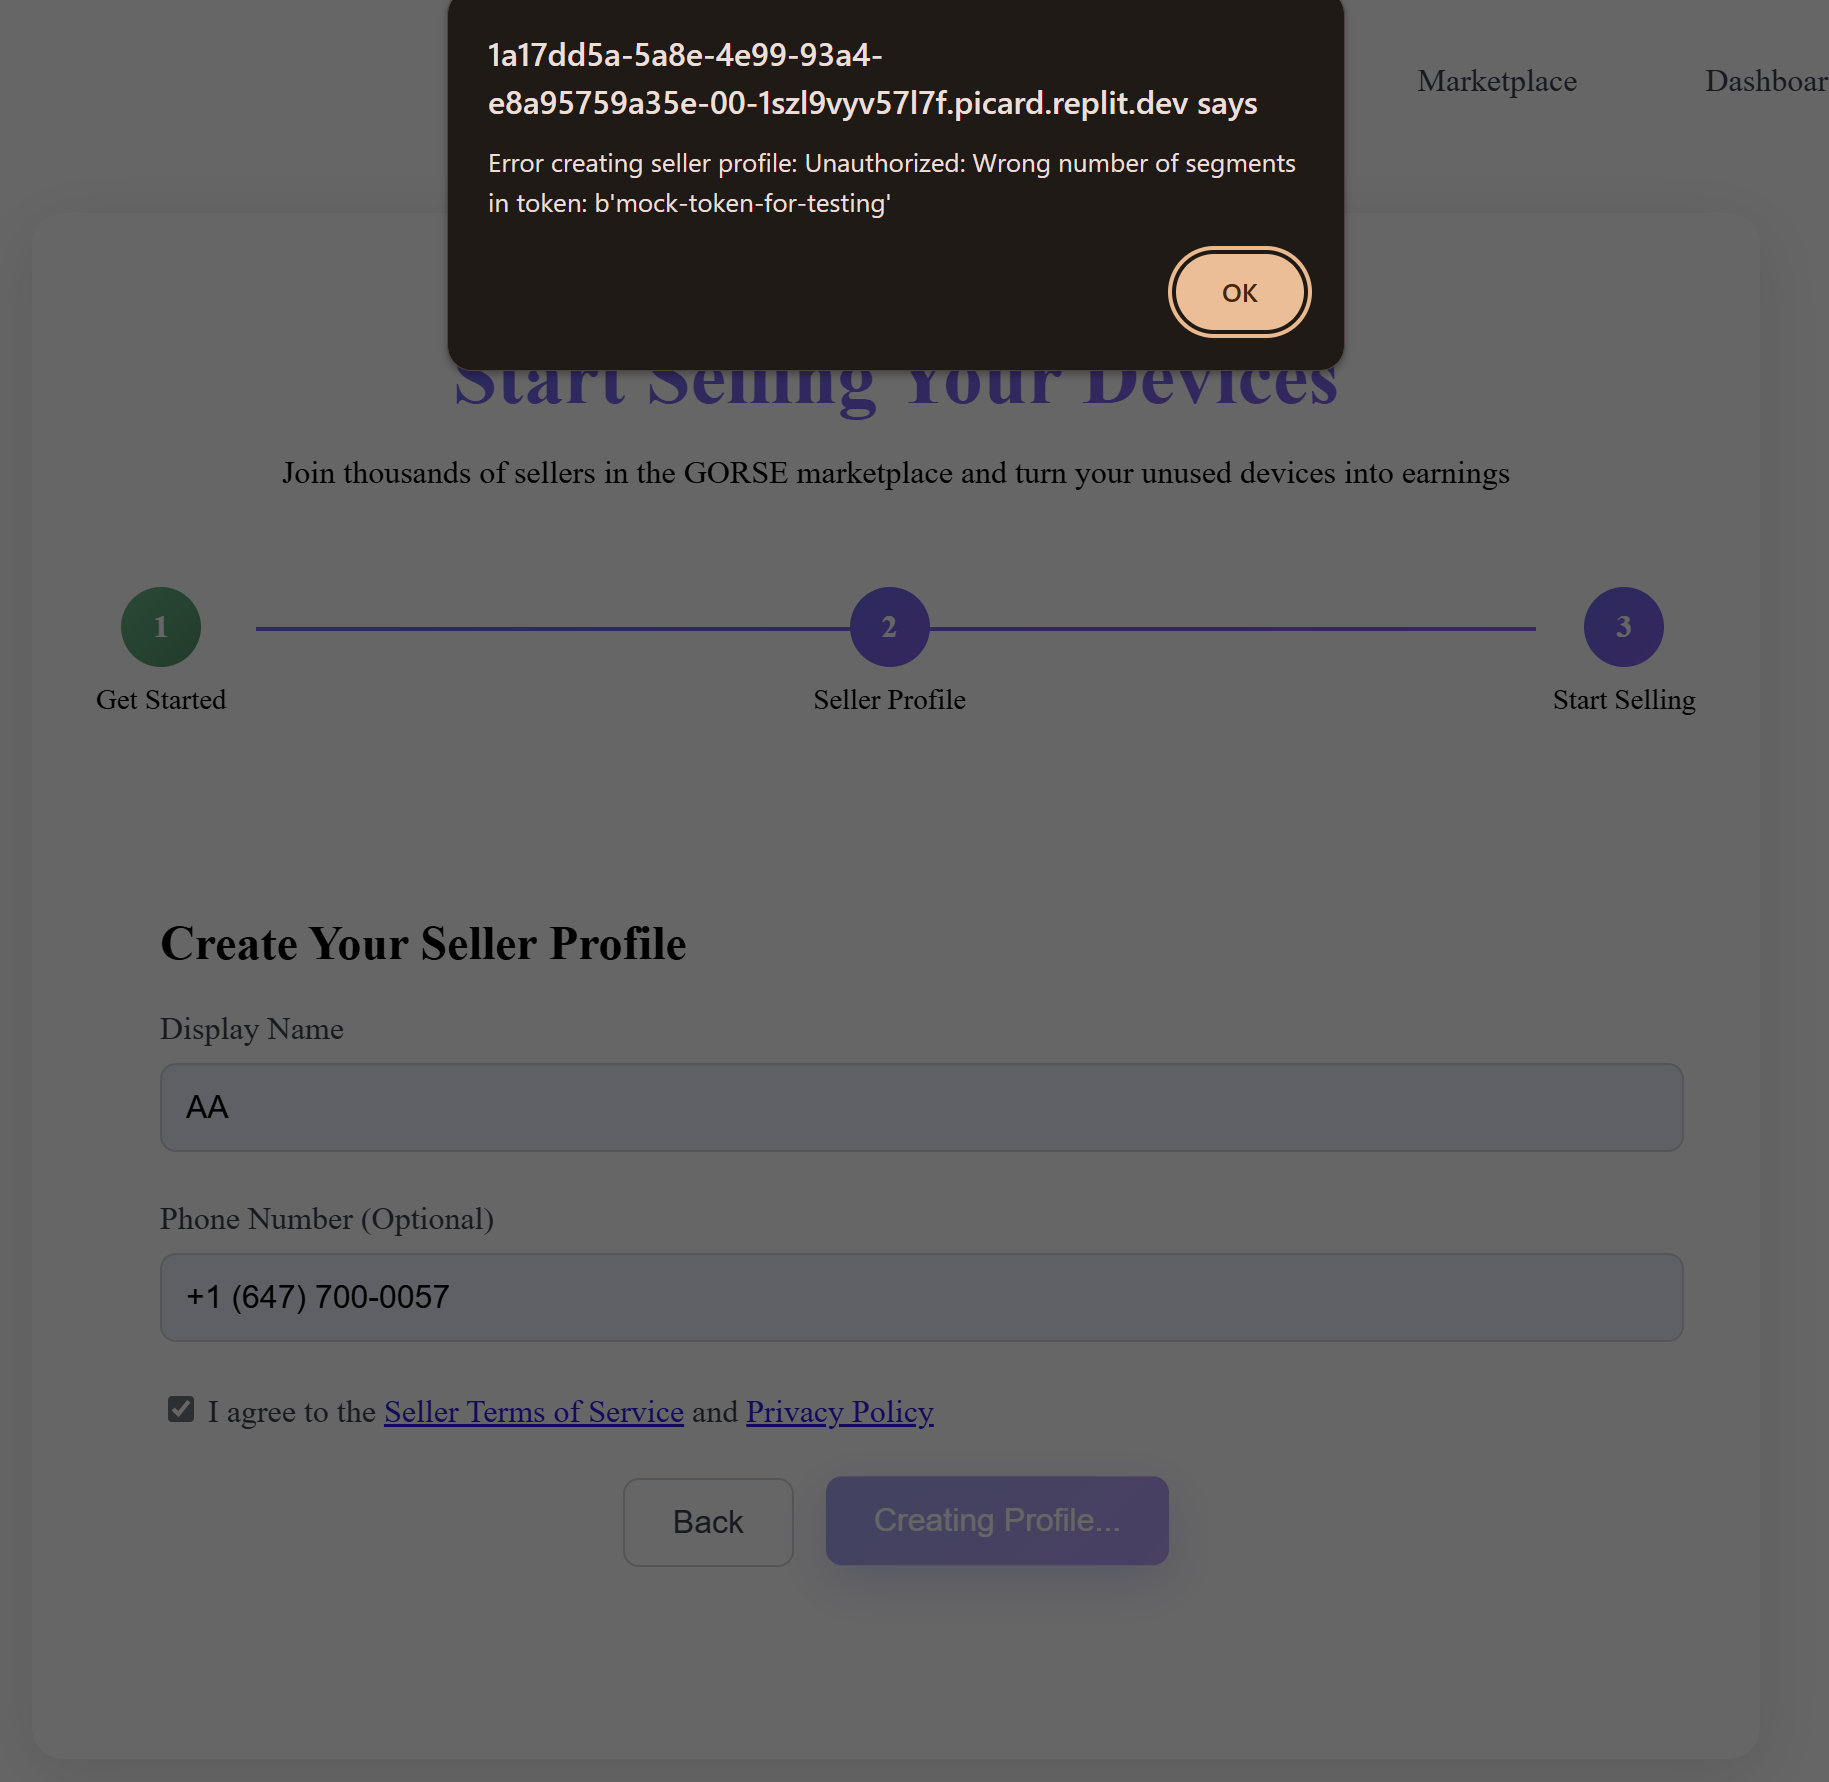 1a17dd5a-5a8e-4e99-93a4-
e8a95759a35e-00-1szl9vyv57l7f.picard.replit.dev says
Error creating seller profile: Unauthorized: Wrong number of segments
in token: b'mock-token-for-testing'
OK
Marketplace
Dashboar
Start Selling Your Devices
Join thousands of sellers in the GORSE marketplace and turn your unused devices into earnings
1
2
3
Get Started
Seller Profile
Start Selling
Create Your Seller Profile
Display Name
AA
Phone Number (Optional)
+1 (647) 700-0057
I agree to the Seller Terms of Service and Privacy Policy
Back
Creating Profile...